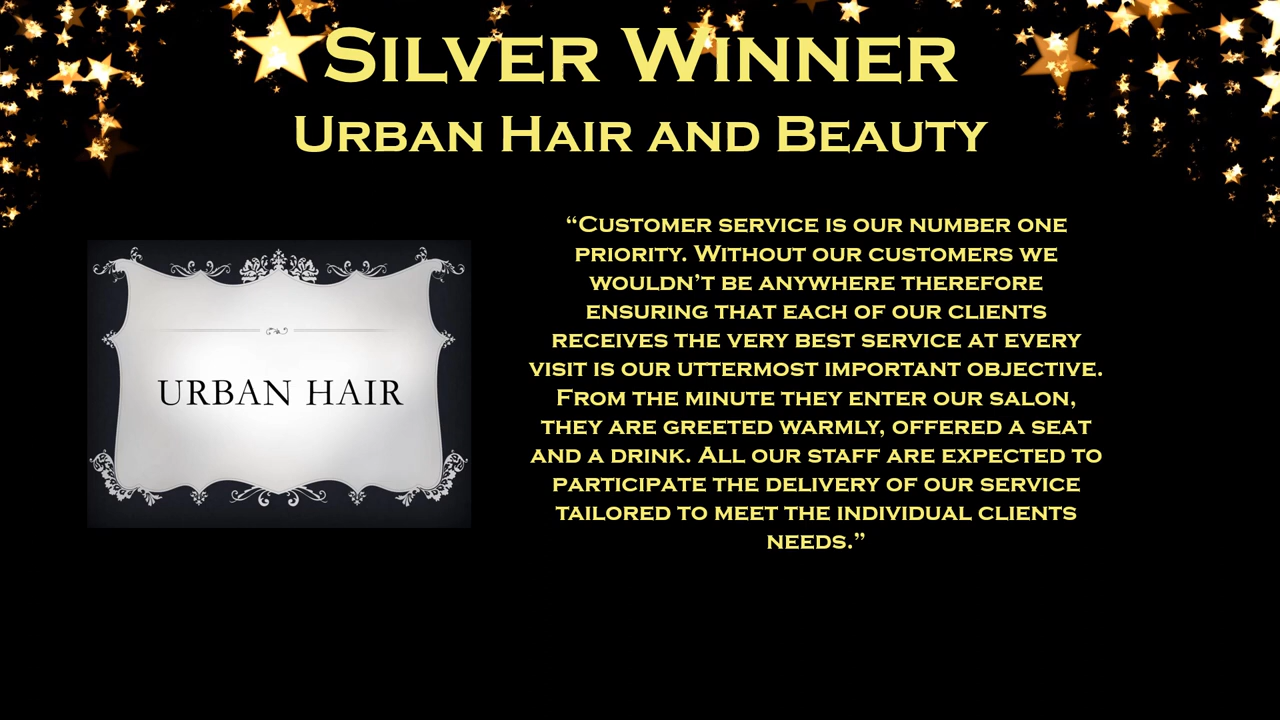 Silver Winner
Urban Hair and Beauty
“Customer service is our number one
priority. Without our customers we
wouldn’t be anywhere therefore
ensuring that each of our clients
receives the very best service at every
visit is our uttermost important objective.
From the minute they enter our salon,
they are greeted warmly, offered a seat
and a drink. All our staff are expected to
participate the delivery of our service
tailored to meet the individual clients
needs.”
URBAN HAIR